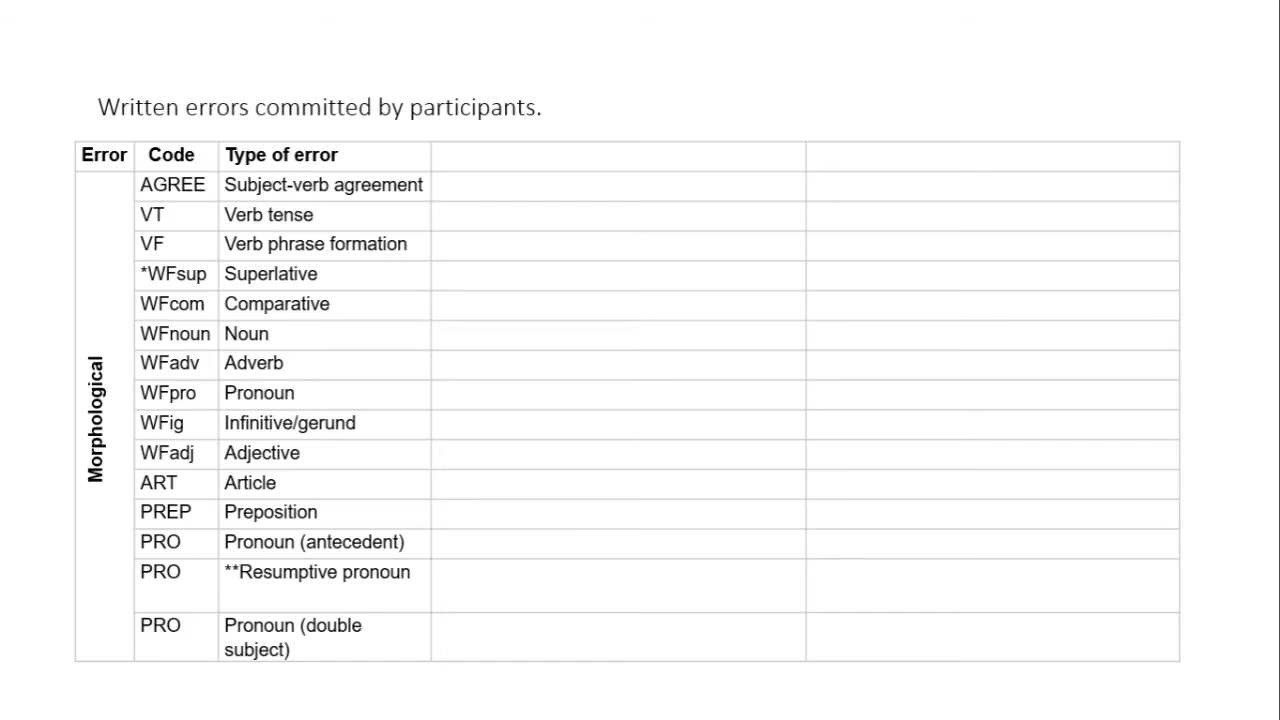 Written errors committed by participants.
Error Code Type of error
Morphological
AGREE Subject-verb agreement
VT Verb tense
VF Verb phrase formation
*WFsup Superlative
WFcom Comparative
WFnoun Noun
WFadv Adverb
WFpro Pronoun
WFig Infinitive/gerund
WFadj Adjective
ART Article
PREP Preposition
PRO Pronoun (antecedent)
PRO **Resumptive pronoun
PRO Pronoun (double
subject)